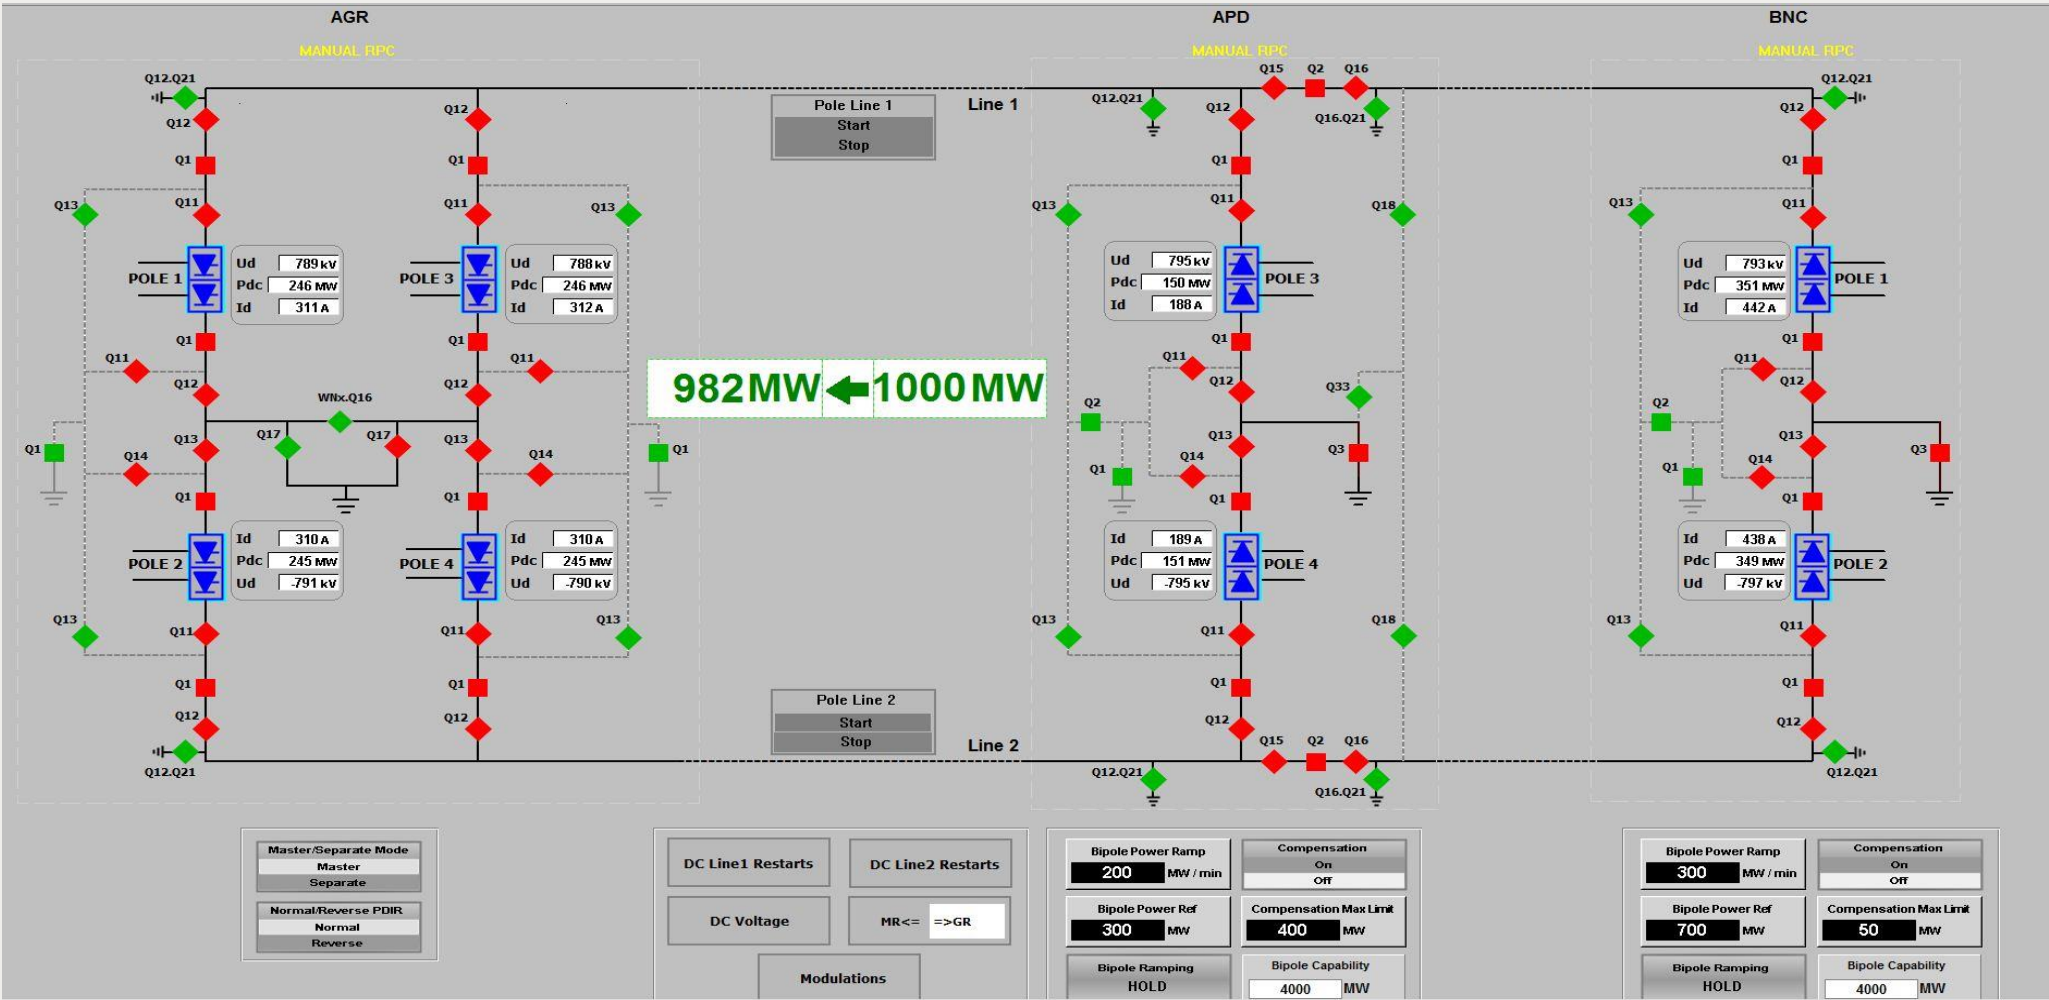 AGR
APD
BNC
MANUAL RPC
MANUAL RPC
MANUAL RPC
Q12.Q21
Q12
Q1
Q13
Q11
POLE 1
Ud 789 kV
Pdc 246 MW
Id 311 A
Q1
Q11
Q12
WNx.Q16
Q17
Q17
Q13
Q1
Q14
Q1
POLE 2
Id 310 A
Pdc 245 MW
Ud -791 kV
Q13
Q11
Q1
Q12
Q12.Q21
Q12
Q1
Q11
Q13
POLE 3
Ud 788 kV
Pdc 246 MW
Id 312 A
Q1
Q11
Q12
Q13
Q14
Q1
Q1
POLE 4
Id 310 A
Pdc 245 MW
Ud -790 kV
Q13
Q11
Q1
Q12
Pole Line 1
Start
Stop
Line 1
982 MW 1000 MW
Pole Line 2
Start
Stop
Line 2
Q15 Q2 Q16
Q12.Q21
Q12
Q16.Q21
Q1
Q13
Q11
Q18
Ud 795 kV
Pdc 150 MW
Id 188 A
POLE 3
Q1
Q11
Q12
Q33
Q2
Q13
Q3
Q1
Q14
Q1
Id 189 A
Pdc 151 MW
Ud -795 kV
POLE 4
Q13
Q11
Q18
Q1
Q12
Q15 Q2 Q16
Q12.Q21
Q16.Q21
Q12.Q21
Q12
Q1
Q13
Q11
Ud 793 kV
Pdc 351 MW
Id 442 A
POLE 1
Q1
Q11
Q12
Q2
Q13
Q3
Q1
Q14
Q1
Id 438 A
Pdc 349 MW
Ud -797 kV
POLE 2
Q13
Q11
Q1
Q12
Q12.Q21
Master/Separate Mode
Master
Separate
Normal/Reverse PDIR
Normal
Reverse
DC Line1 Restarts
DC Line2 Restarts
DC Voltage
MR<= =>GR
Modulations
Bipole Power Ramp
200 MW / min
Compensation
On
Off
Bipole Power Ref
300 MW
Compensation Max Limit
400 MW
Bipole Ramping
HOLD
Bipole Capability
4000 MW
Bipole Power Ramp
300 MW / min
Compensation
On
Off
Bipole Power Ref
700 MW
Compensation Max Limit
50 MW
Bipole Ramping
HOLD
Bipole Capability
4000 MW